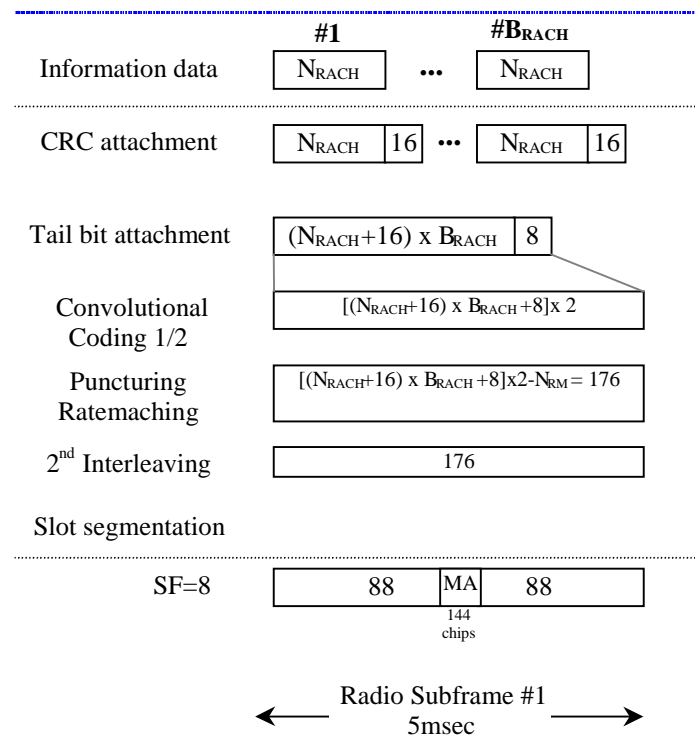 #1 #BRACH
Information data NRACH ... NRACH
CRC attachment NRACH 16 ... NRACH 16
Tail bit attachment (NRACH+16) x BRACH 8
Convolutional
Coding 1/2
[(NRACH+16) x BRACH+8]x 2
Puncturing
Ratemaching
[(NRACH+16) x BRACH+8]x2-NRM = 176
2nd Interleaving 176
Slot segmentation
SF=8 88 MA 88
144
chips
Radio Subframe #1
5msec